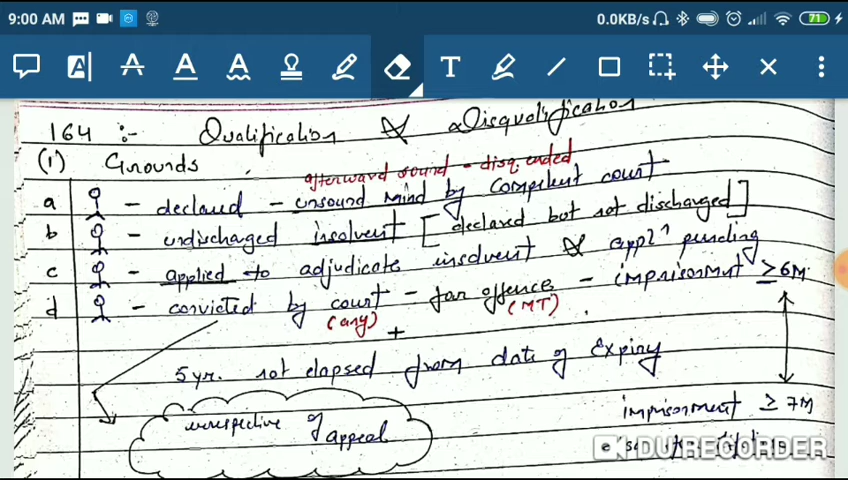 9:00 AM 0.0KB/s 71
164 :- Qualification & Disqualification
(1) Grounds
afterward sound - disq ended
a - declared - unsound mind by Competent court
b - undischarged insolvent [declared but not discharged]
c - applied to adjudicate insolvent & appln pending
d - convicted by court - for offence - imprisonment ≥ 6M
(any) (MT)
+
5 yr. not elapsed from date of Expiry
imprisonment ≥ 7M
irrespective of appeal
DU RECORDER